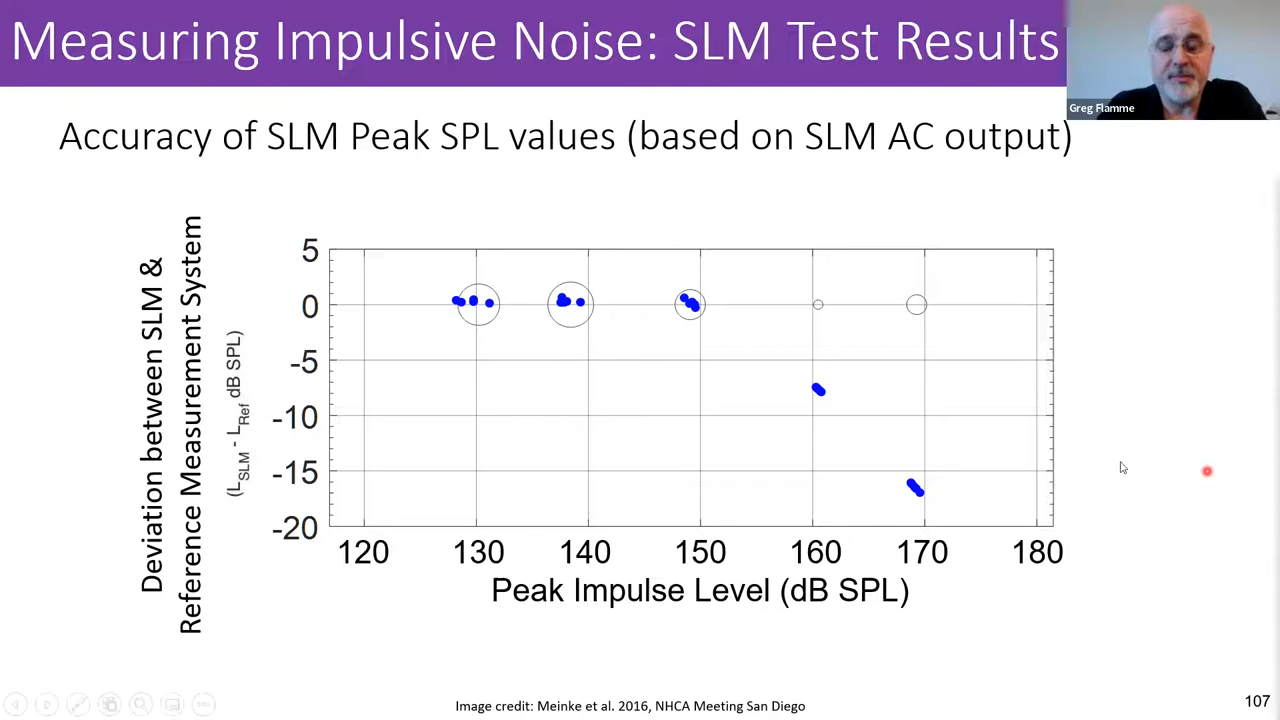 Measuring Impulsive Noise: SLM Test Results
Greg Flamme
Accuracy of SLM Peak SPL values (based on SLM AC output)
Deviation between SLM &
Reference Measurement System
(L_SLM - L_Ref dB SPL)
5
0
-5
-10
-15
-20
120 130 140 150 160 170 180
Peak Impulse Level (dB SPL)
Image credit: Meinke et al. 2016, NHCA Meeting San Diego
107